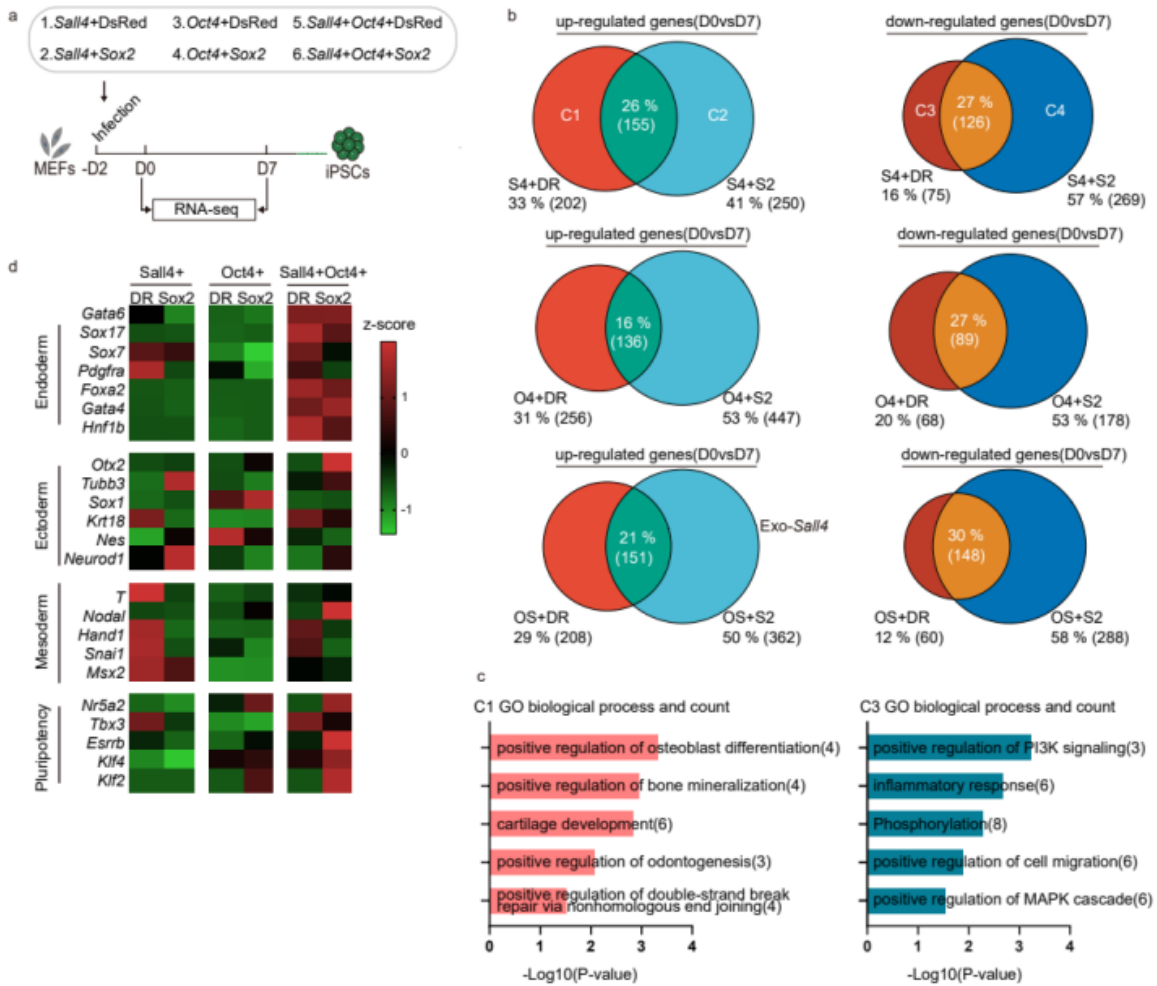 a
1.Sall4+DsRed 3.Oct4+DsRed 5.Sall4+Oct4+DsRed
2.Sall4+Sox2 4.Oct4+Sox2 6.Sall4+Oct4+Sox2
Infection
MEFs -D2 D0 D7 iPSCs
RNA-seq
b
up-regulated genes(D0vsD7)
C1
26 %
(155)
C2
S4+DR
33 % (202)
S4+S2
41 % (250)
down-regulated genes(D0vsD7)
C3
27 %
(126)
C4
S4+DR
16 % (75)
S4+S2
57 % (269)
up-regulated genes(D0vsD7)
16 %
(136)
O4+DR
31 % (256)
O4+S2
53 % (447)
down-regulated genes(D0vsD7)
27 %
(89)
O4+DR
20 % (68)
O4+S2
53 % (178)
up-regulated genes(D0vsD7)
21 %
(151)
Exo-Sall4
OS+DR
29 % (208)
OS+S2
50 % (362)
down-regulated genes(D0vsD7)
30 %
(148)
OS+DR
12 % (60)
OS+S2
58 % (288)
d
Sall4+ Oct4+ Sall4+Oct4+
DR Sox2 DR Sox2 DR Sox2
z-score
1
0
-1
Endoderm
Gata6
Sox17
Sox7
Pdgfra
Foxa2
Gata4
Hnf1b
Ectoderm
Otx2
Tubb3
Sox1
Krt18
Nes
Neurod1
Mesoderm
T
Nodal
Hand1
Snai1
Msx2
Pluripotency
Nr5a2
Tbx3
Esrrb
Klf4
Klf2
c
C1 GO biological process and count
positive regulation of osteoblast differentiation(4)
positive regulation of bone mineralization(4)
cartilage development(6)
positive regulation of odontogenesis(3)
positive regulation of double-strand break
repair via nonhomologous end joining(4)
0 1 2 3 4
-Log10(P-value)
C3 GO biological process and count
positive regulation of PI3K signaling(3)
inflammatory response(6)
Phosphorylation(8)
positive regulation of cell migration(6)
positive regulation of MAPK cascade(6)
0 1 2 3 4
-Log10(P-value)